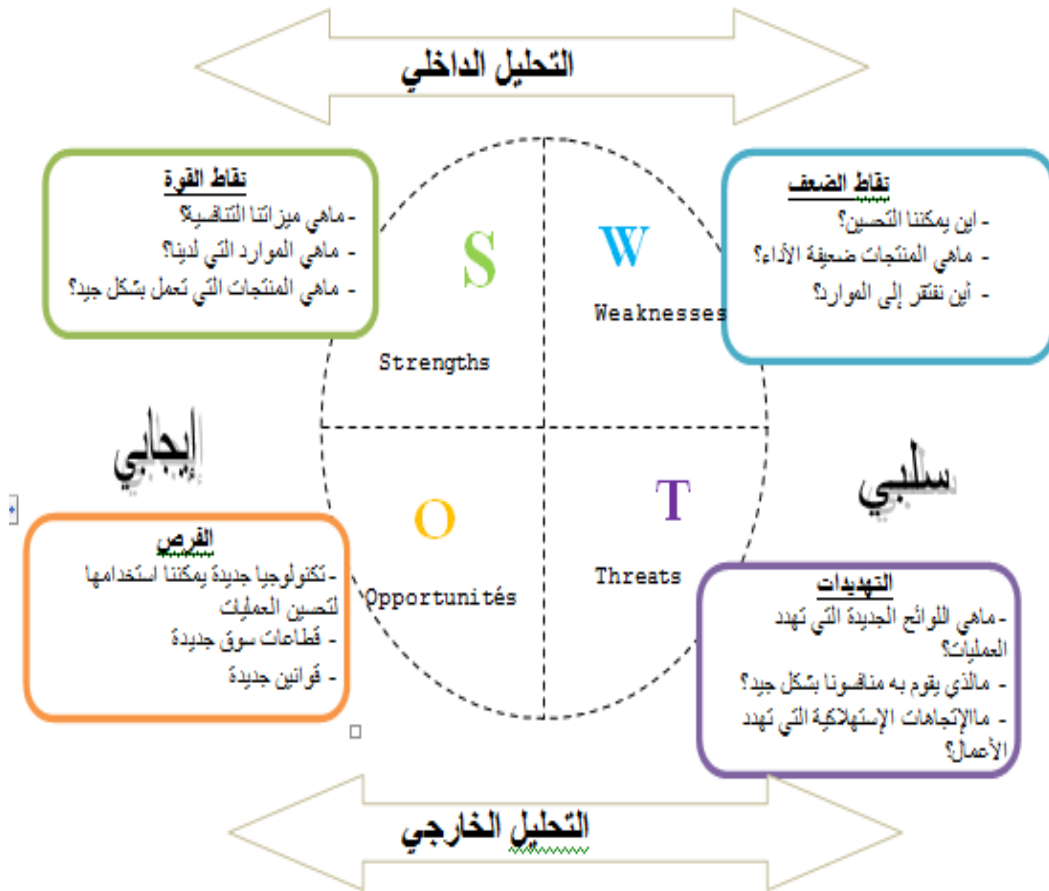 التحليل الداخلي
نقاط القوة
- ماهي ميزاتنا التنافسية؟
- ماهي الموارد التي لدينا؟
- ماهي المنتجات التي تعمل بشكل جيد؟
S
Strengths
W
Weaknesses
نقاط الضعف
- اين يمكننا التحسين؟
- ماهي المنتجات ضعيفة الأداء؟
- أين نفتقر إلى الموارد؟
إيجابي
سلبي
الفرص
- تكنولوجيا جديدة يمكننا استخدامها
لتحسين العمليات
- قطاعات سوق جديدة
- قوانين جديدة
O
Opportunités
T
Threats
التهديدات
- ماهي اللوائح الجديدة التي تهدد
العمليات؟
- مالذي يقوم به منافسونا بشكل جيد؟
- ماالإتجاهات الإستهلاكية التي تهدد
الأعمال؟
التحليل الخارجي